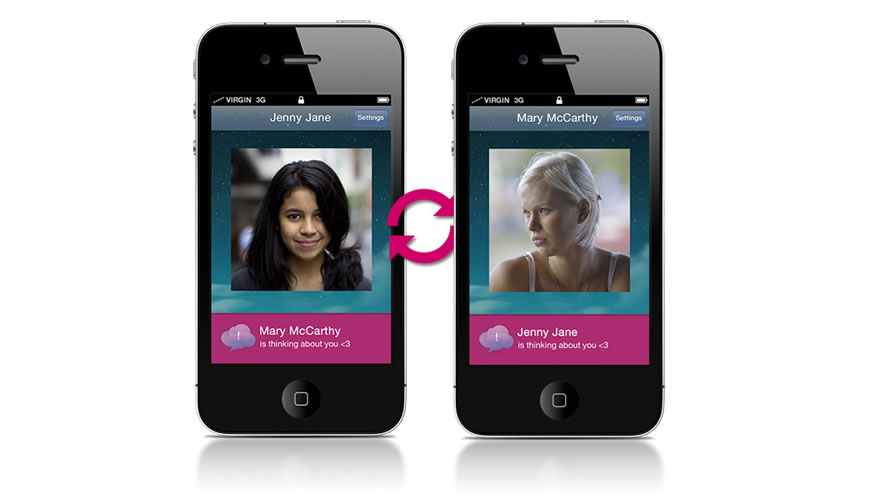 VIRGIN 3G
Jenny Jane
Settings
Mary McCarthy
is thinking about you <3
VIRGIN 3G
Mary McCarthy
Settings
Jenny Jane
is thinking about you <3